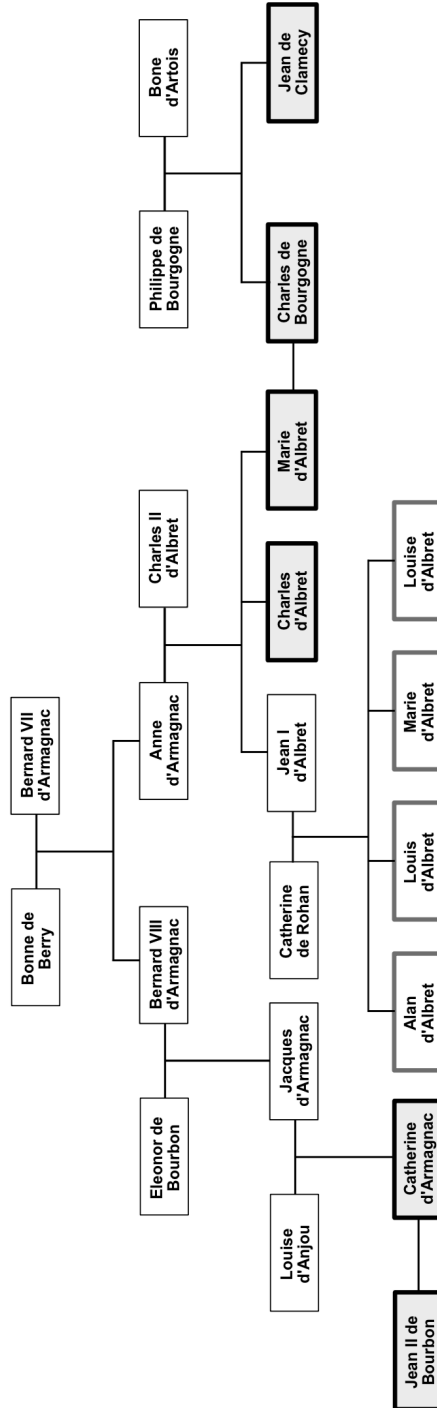 Bonne de
Berry
Bernard VII
d'Armagnac
Eleonor de
Bourbon
Bernard VIII
d'Armagnac
Anne
d'Armagnac
Charles II
d'Albret
Philippe de
Bourgogne
Bone
d'Artois
Louise
d'Anjou
Jacques
d'Armagnac
Catherine
de Rohan
Jean I
d'Albret
Charles
d'Albret
Marie
d'Albret
Charles de
Bourgogne
Jean de
Clamecy
Jean II de
Bourbon
Catherine
d'Armagnac
Alan
d'Albret
Louis
d'Albret
Marie
d'Albret
Louise
d'Albret